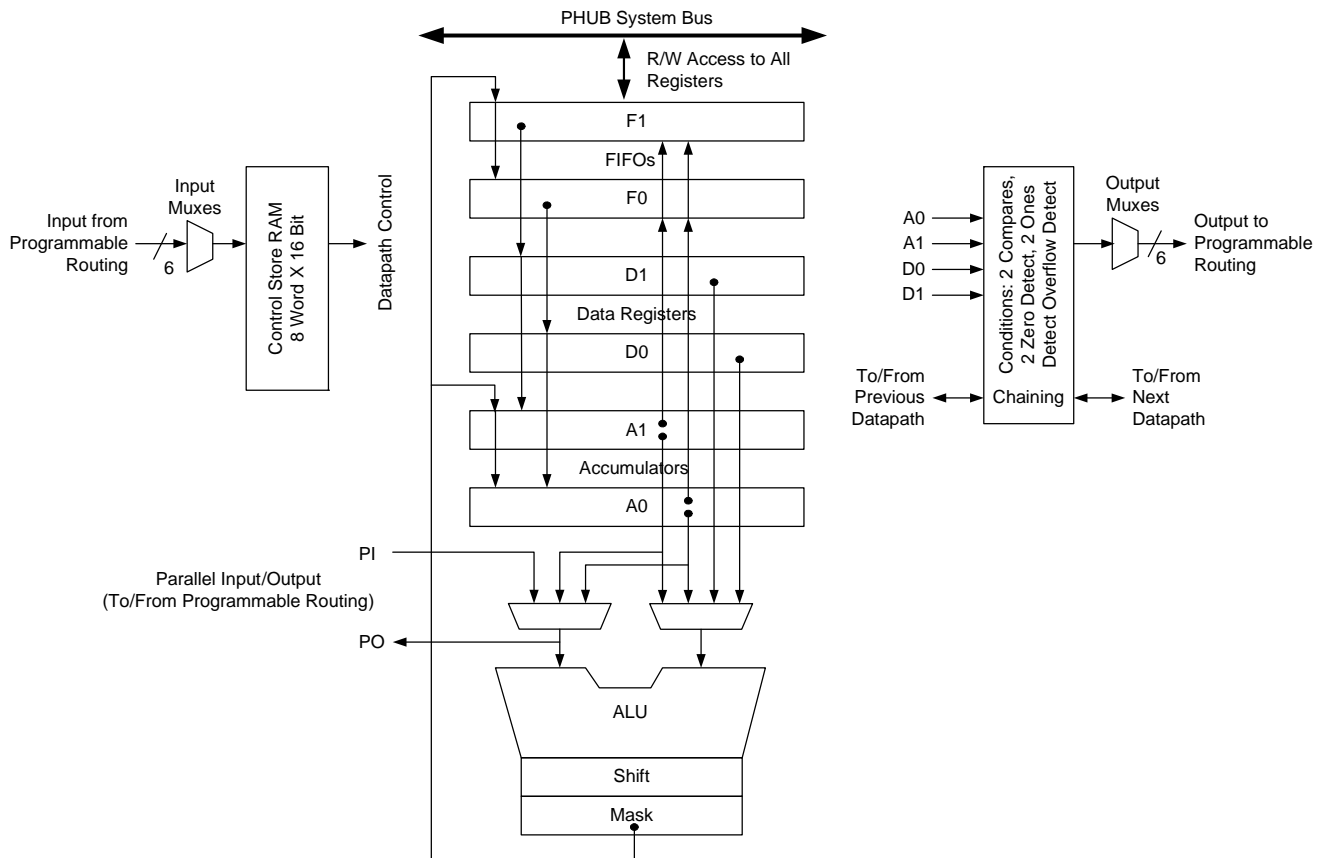 PHUB System Bus
R/W Access to All
Registers
F1
FIFOs
F0
D1
Data Registers
D0
A1
Accumulators
A0
Input from
Programmable
Routing
6
Input
Muxes
Control Store RAM
8 Word X 16 Bit
Datapath Control
A0
A1
D0
D1
Conditions: 2 Compares,
2 Zero Detect, 2 Ones
Detect Overflow Detect
Chaining
Output
Muxes
6
Output to
Programmable
Routing
To/From
Previous
Datapath
To/From
Next
Datapath
PI
Parallel Input/Output
(To/From Programmable Routing)
PO
ALU
Shift
Mask